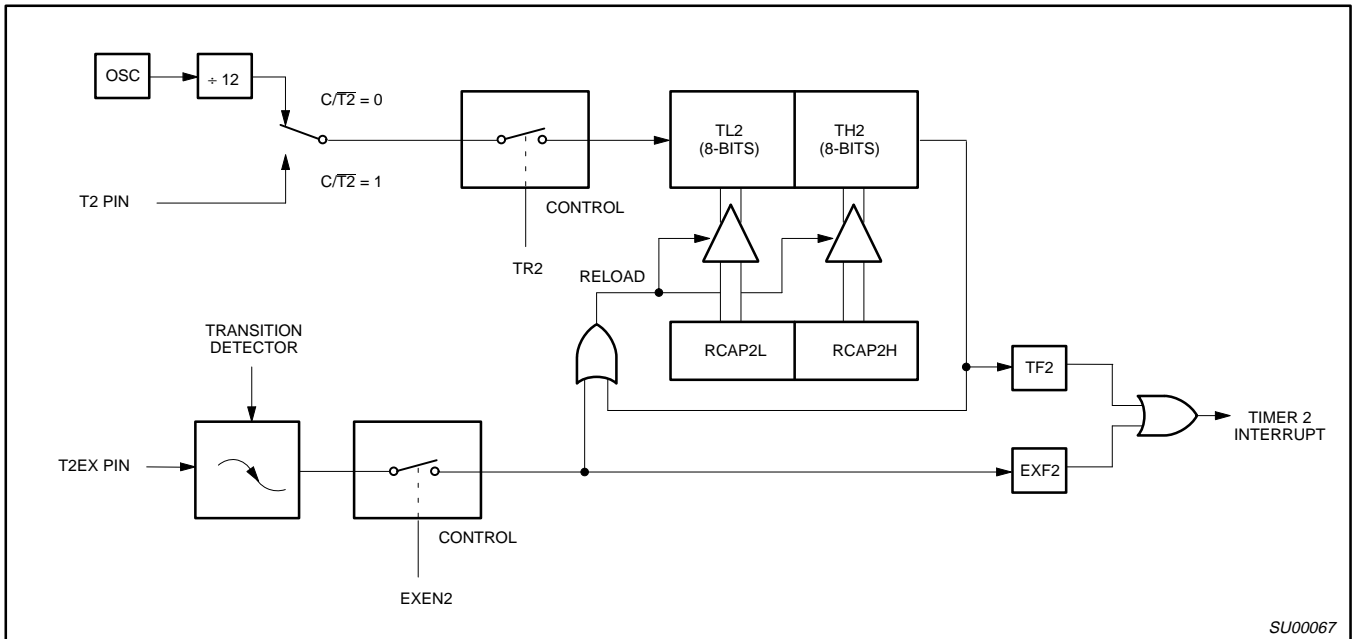 OSC
÷ 12
C/T2̅ = 0
C/T2̅ = 1
T2 PIN
CONTROL
TR2
TL2
(8-BITS)
TH2
(8-BITS)
RELOAD
RCAP2L
RCAP2H
TRANSITION
DETECTOR
T2EX PIN
CONTROL
EXEN2
TF2
EXF2
TIMER 2
INTERRUPT
SU00067